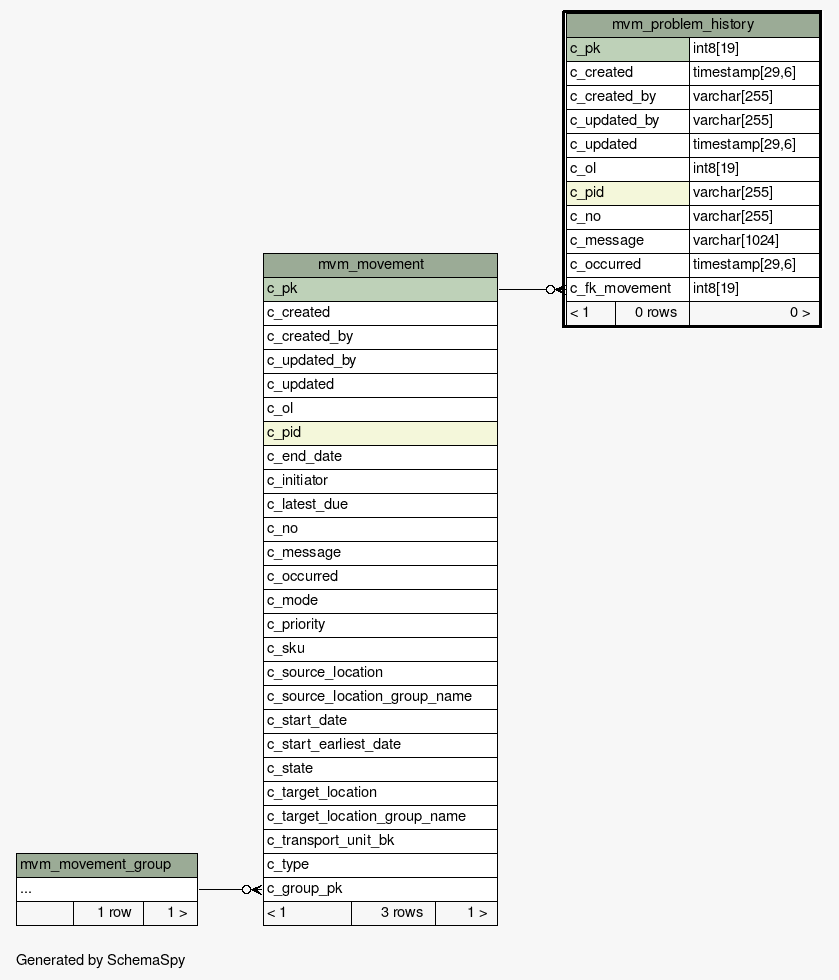 mvm_problem_history
c_pk int8[19]
c_created timestamp[29,6]
c_created_by varchar[255]
c_updated_by varchar[255]
c_updated timestamp[29,6]
c_ol int8[19]
c_pid varchar[255]
c_no varchar[255]
c_message varchar[1024]
c_occurred timestamp[29,6]
c_fk_movement int8[19]
< 1 0 rows 0 >
mvm_movement
c_pk
c_created
c_created_by
c_updated_by
c_updated
c_ol
c_pid
c_end_date
c_initiator
c_latest_due
c_no
c_message
c_occurred
c_mode
c_priority
c_sku
c_source_location
c_source_location_group_name
c_start_date
c_start_earliest_date
c_state
c_target_location
c_target_location_group_name
c_transport_unit_bk
c_type
c_group_pk
< 1 3 rows 1 >
mvm_movement_group
...
1 row 1 >
Generated by SchemaSpy